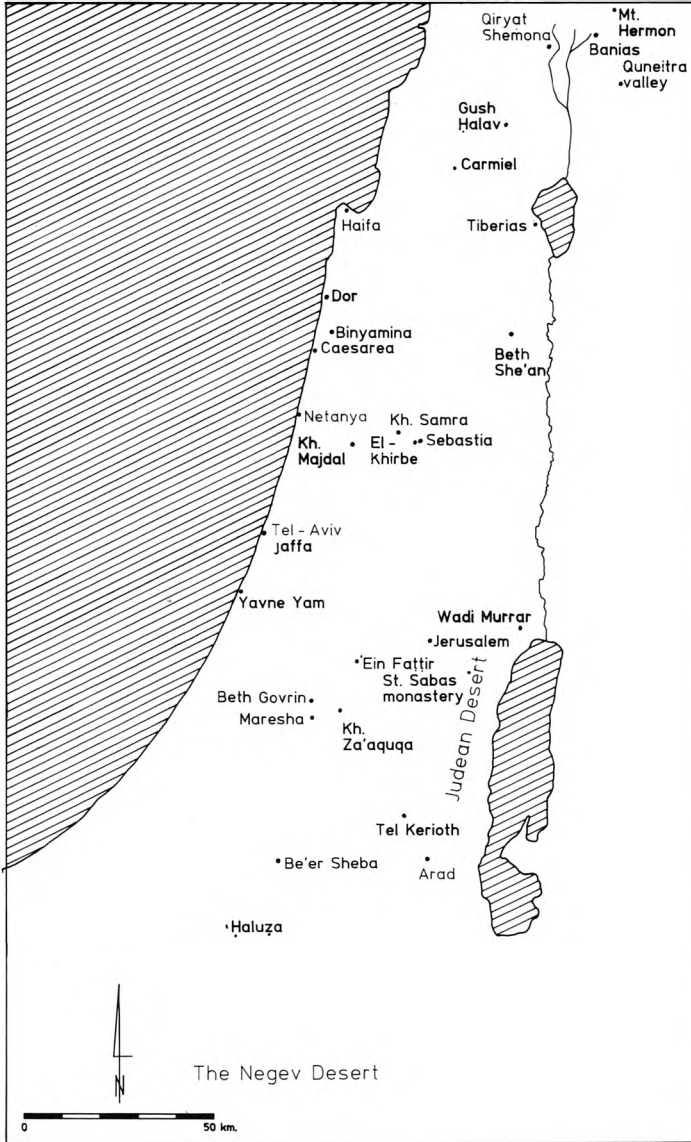 Qiryat
Shemona
Mt.
Hermon
Banias
Quneitra
valley
Gush
Ḥalav
Carmiel
Haifa
Tiberias
Dor
Binyamina
Caesarea
Beth
She'an
Netanya
Kh. Samra
Kh.
Majdal
El -
Khirbe
Sebastia
Tel - Aviv
Jaffa
Yavne Yam
Wadi Murrar
Jerusalem
'Ein Faṭṭir
St. Sabas
monastery
Judean Desert
Beth Govrin
Maresha
Kh.
Za'aquqa
Tel Kerioth
Be'er Sheba
Arad
Ḥaluẓa
N
The Negev Desert
0 50 km.